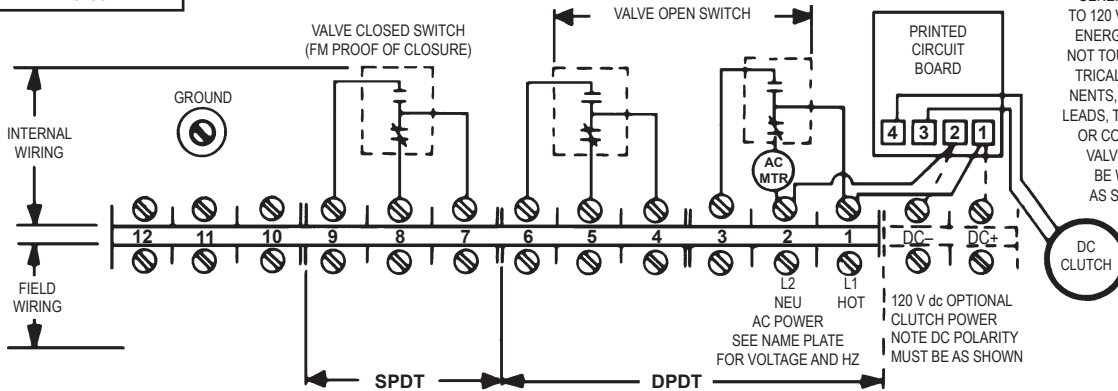 VALVE OPEN SWITCH
VALVE CLOSED SWITCH
(FM PROOF OF CLOSURE)
GROUND
INTERNAL
WIRING
FIELD
WIRING
PRINTED
CIRCUIT
BOARD
4 3 2 1
TO 120 V
ENERG
NOT TOU
TRICAL
NENTS,
LEADS, T
OR CO
VALV
BE W
AS S
AC
MTR
12 11 10 9 8 7 6 5 4 3 2 1 DC– DC+
DC
CLUTCH
L2
NEU
L1
HOT
AC POWER
SEE NAME PLATE
FOR VOLTAGE AND HZ
120 V dc OPTIONAL
CLUTCH POWER
NOTE DC POLARITY
MUST BE AS SHOWN
SPDT
DPDT